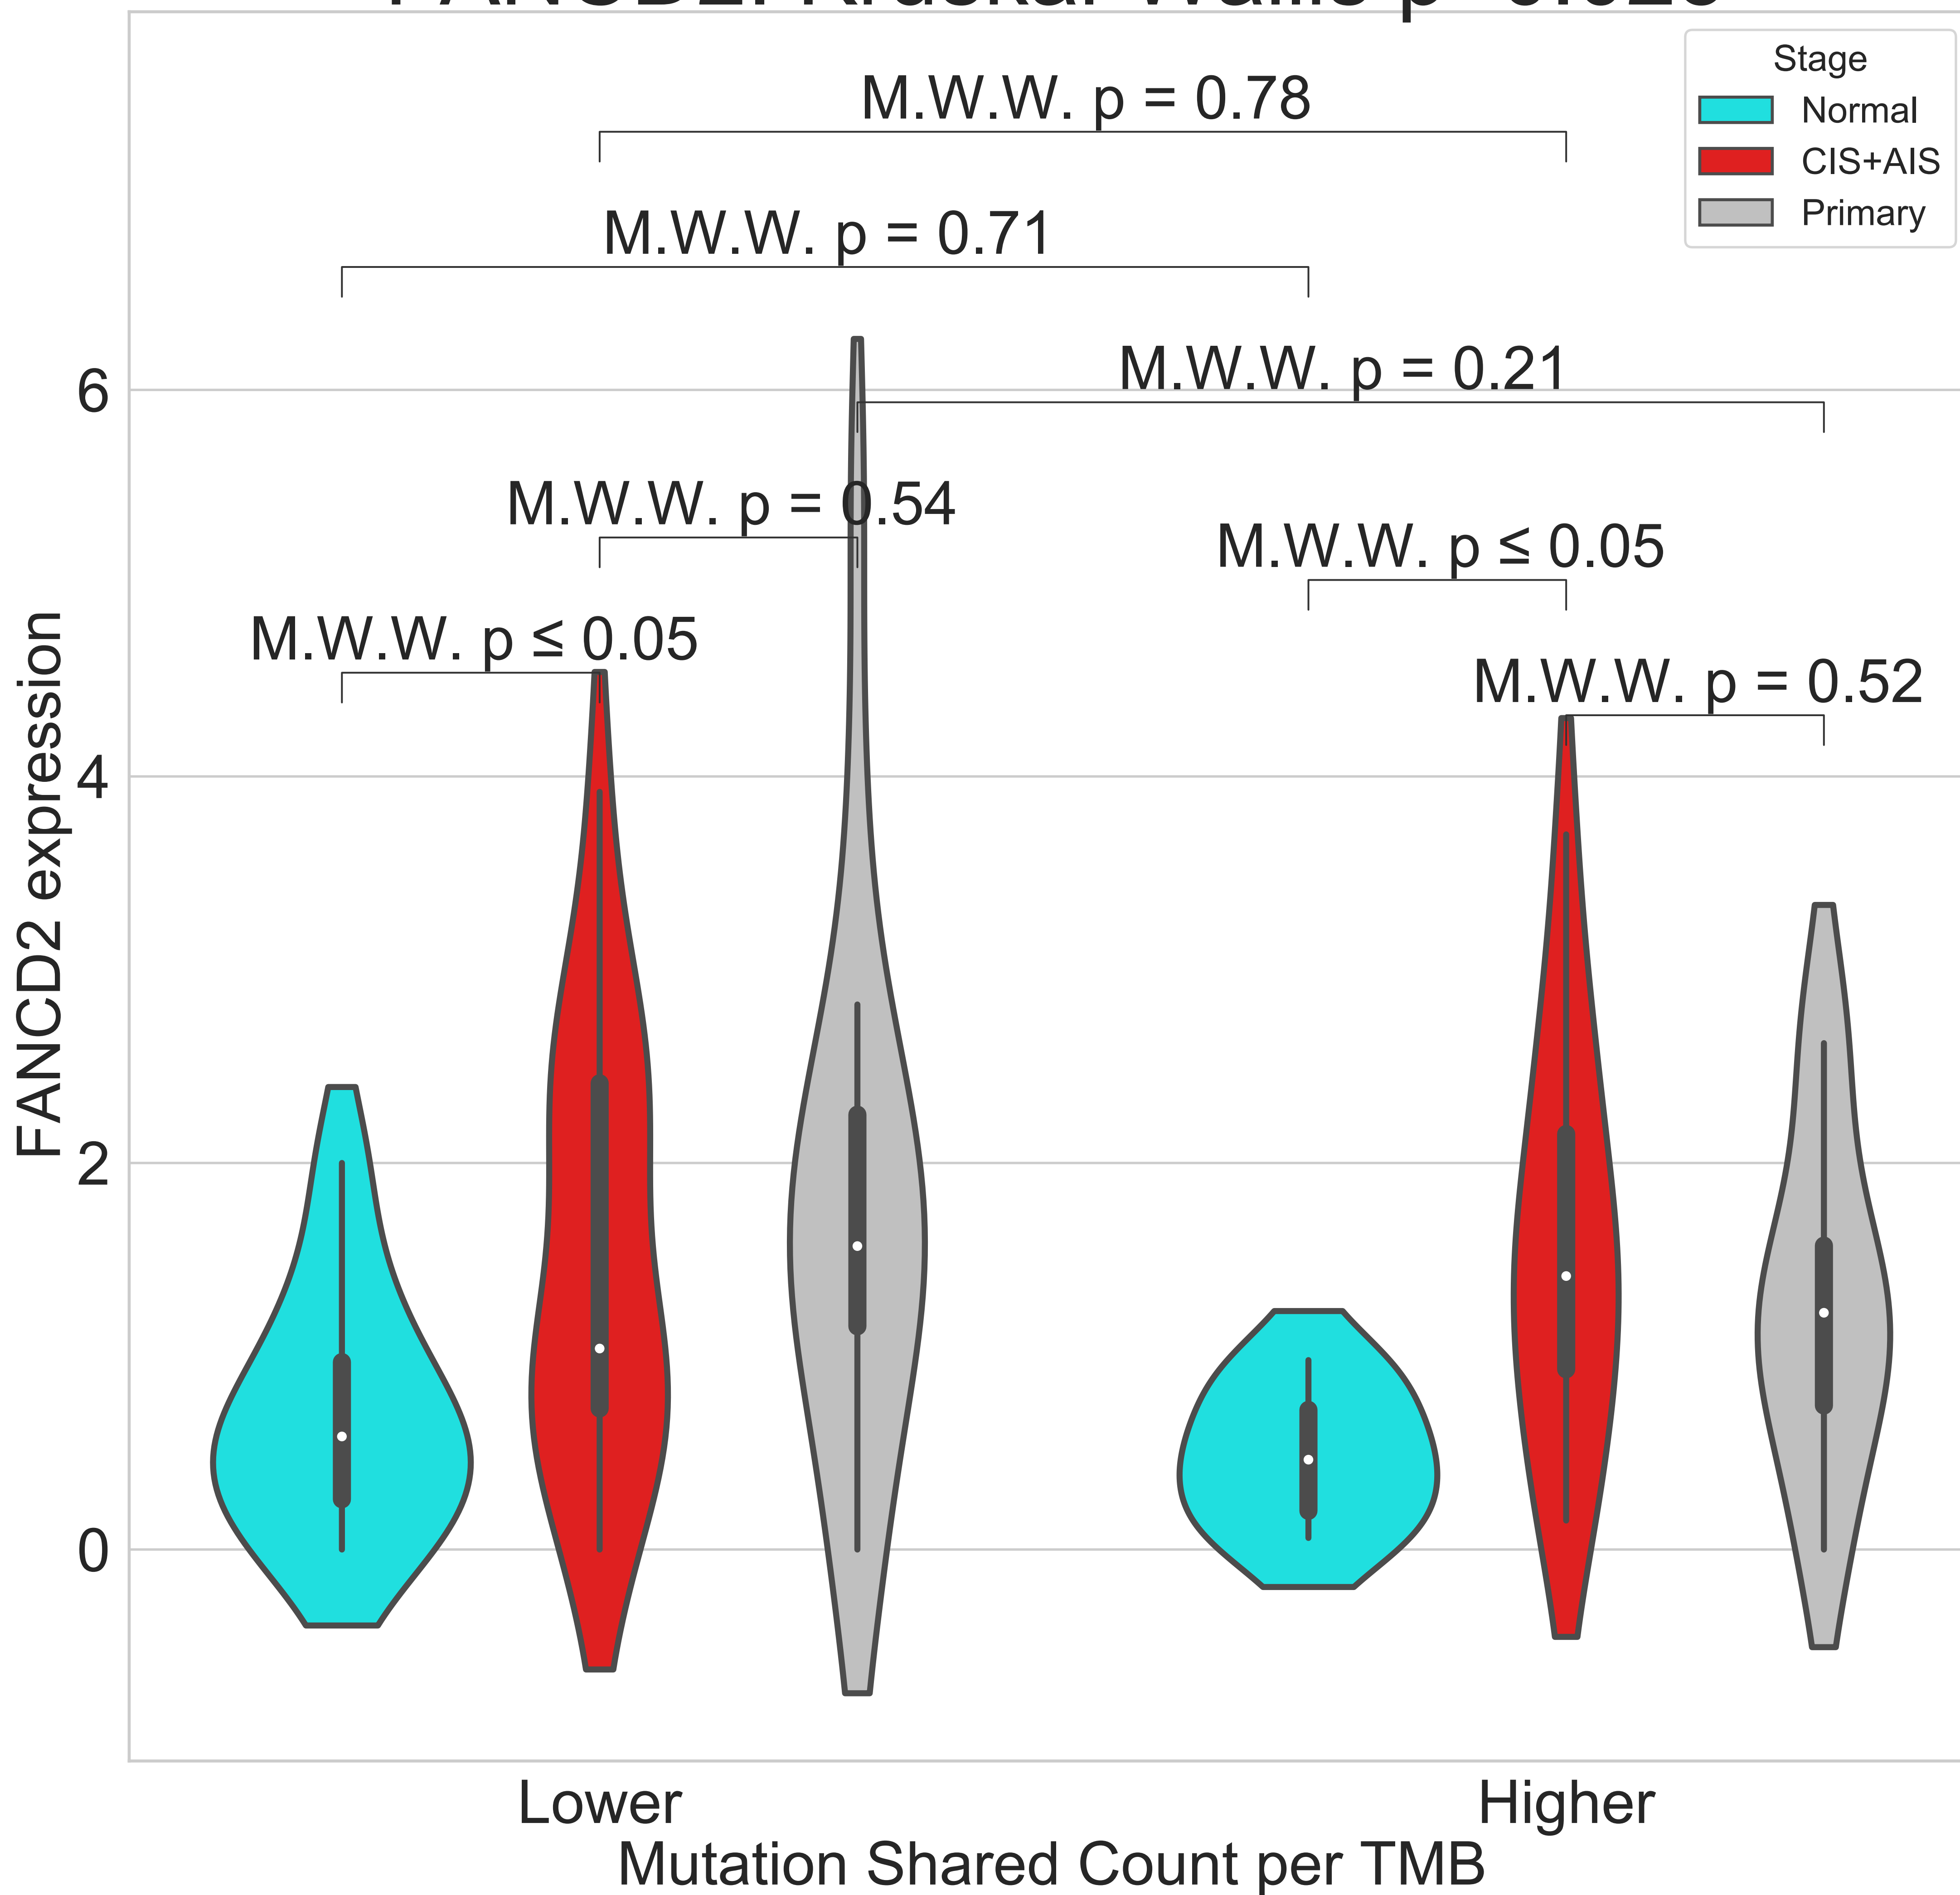 Stage
Normal
CIS+AIS
Primary
M.W.W. p = 0.78
M.W.W. p = 0.71
M.W.W. p = 0.21
M.W.W. p = 0.54
M.W.W. p ≤ 0.05
M.W.W. p ≤ 0.05
M.W.W. p = 0.52
FANCD2 expression
6
4
2
0
Lower
Higher
Mutation Shared Count per TMB